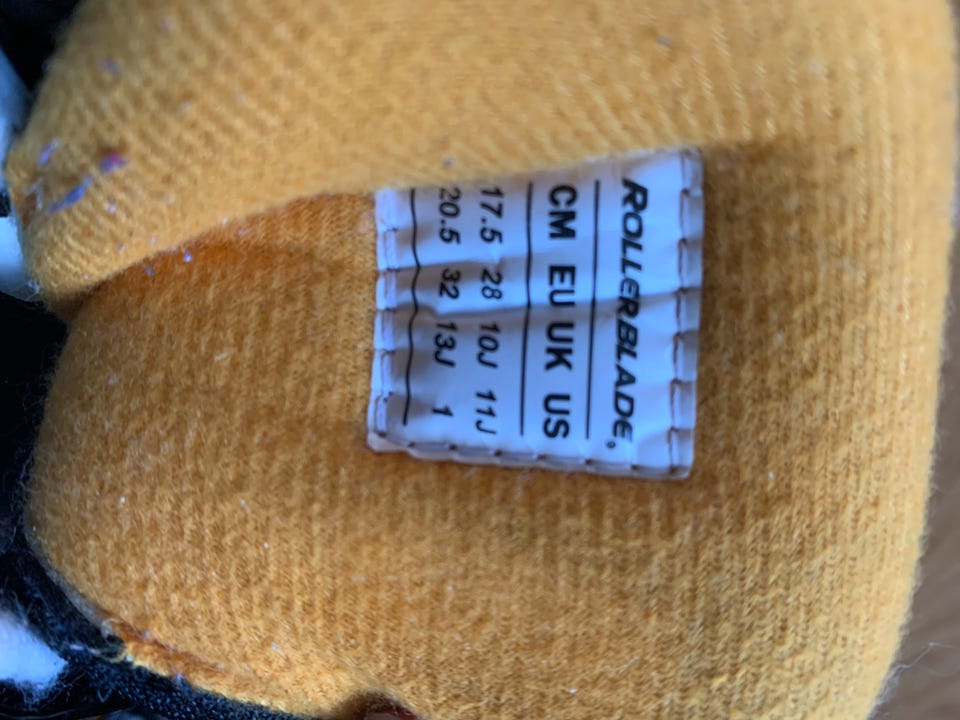 ROLLERBLADE®
CM EU UK US
17.5 28 10J 11J
20.5 32 13J 1